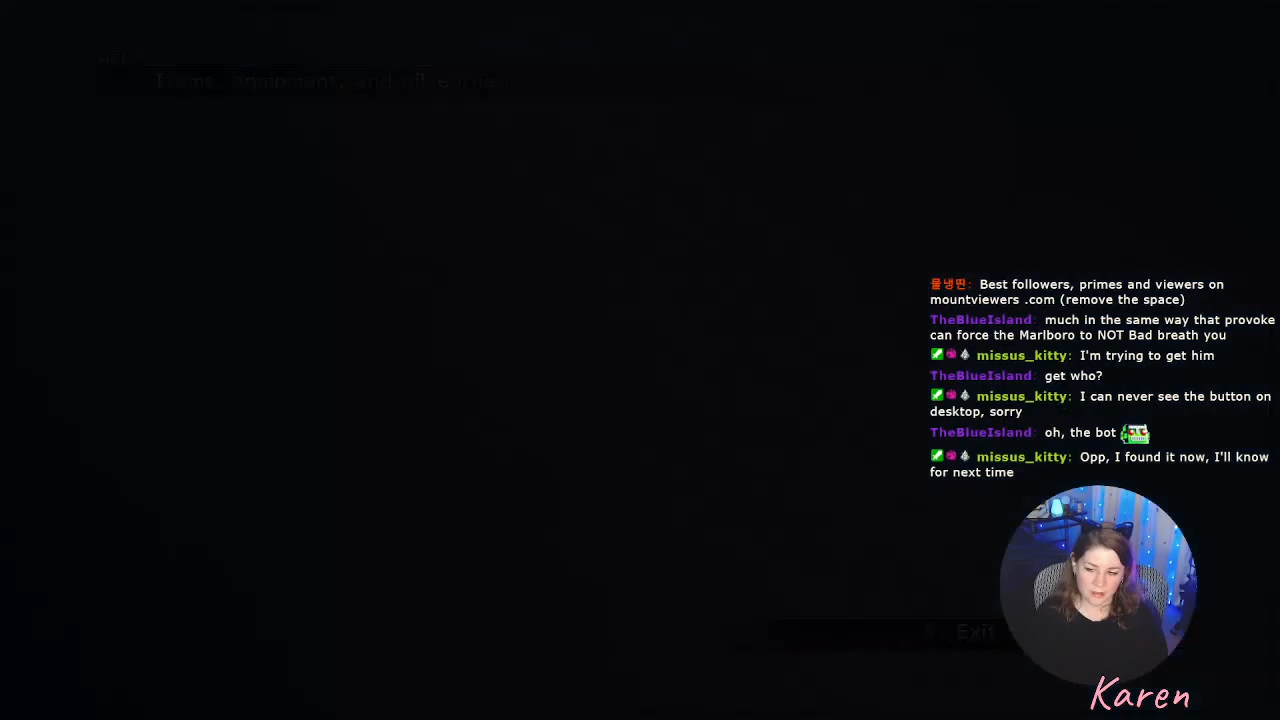 Items, equipment, and gil earned
물냉띤: Best followers, primes and viewers on
mountviewers .com (remove the space)
TheBlueIsland: much in the same way that provoke
can force the Marlboro to NOT Bad breath you
missus_kitty: I'm trying to get him
TheBlueIsland: get who?
missus_kitty: I can never see the button on
desktop, sorry
TheBlueIsland: oh, the bot
missus_kitty: Opp, I found it now, I'll know
for next time
Exit
Karen